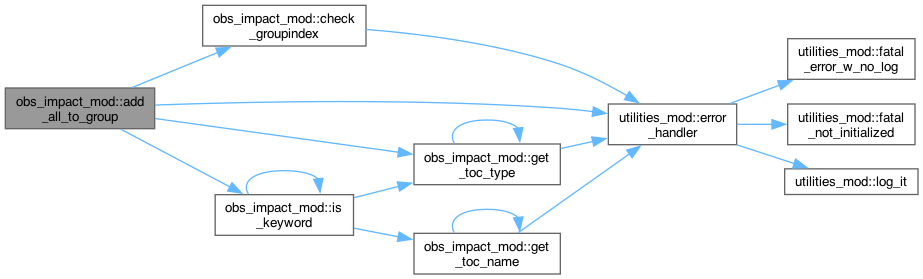 obs_impact_mod::check
_groupindex
obs_impact_mod::add
_all_to_group
obs_impact_mod::is
_keyword
obs_impact_mod::get
_toc_type
obs_impact_mod::get
_toc_name
utilities_mod::error
_handler
utilities_mod::fatal
_error_w_no_log
utilities_mod::fatal
_not_initialized
utilities_mod::log_it